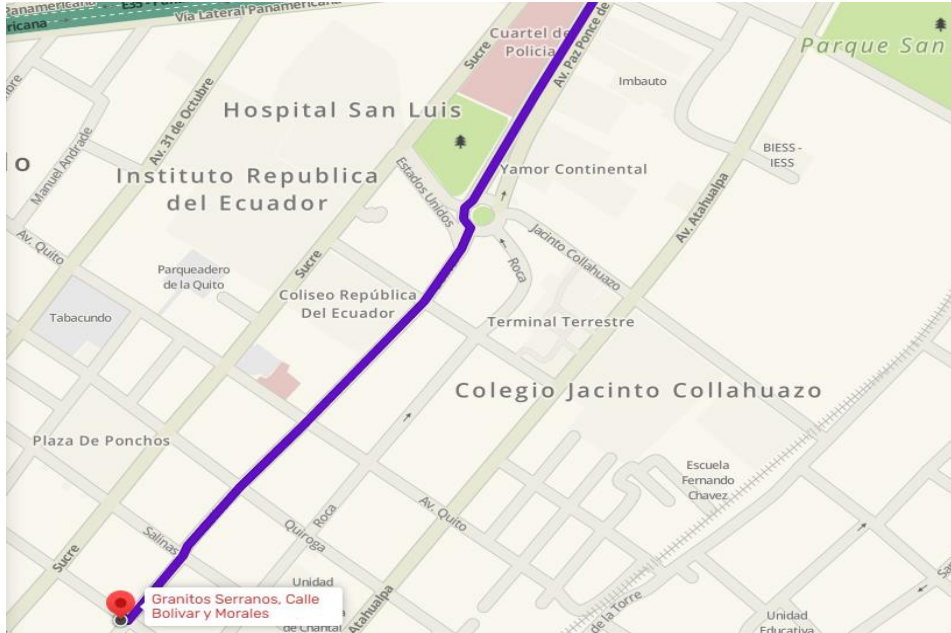 Panamericana
E35 - Panamericana
Vía Lateral Panamericana
Sucre
Cuartel de
Policia
Av. Paz Ponce de
Imbauto
Parque San
Hospital San Luis
Av. 31 de Octubre
Manuel Andrade
BIESS -
IESS
Yamor Continental
Estados Unidos
Instituto Republica
del Ecuador
Av. Atahualpa
Av. Quito
Sucre
Jacinto Collahuazo
Roca
Parqueadero
de la Quito
Coliseo República
Del Ecuador
Tabacundo
Terminal Terrestre
Colegio Jacinto Collahuazo
Plaza De Ponchos
Escuela
Fernando
Chavez
Av. Quito
Roca
Quiroga
Salinas
Sucre
Unidad
de Chantal
Atahualpa
Granitos Serranos, Calle
Bolivar y Morales
de la Torre
Unidad
Educativa